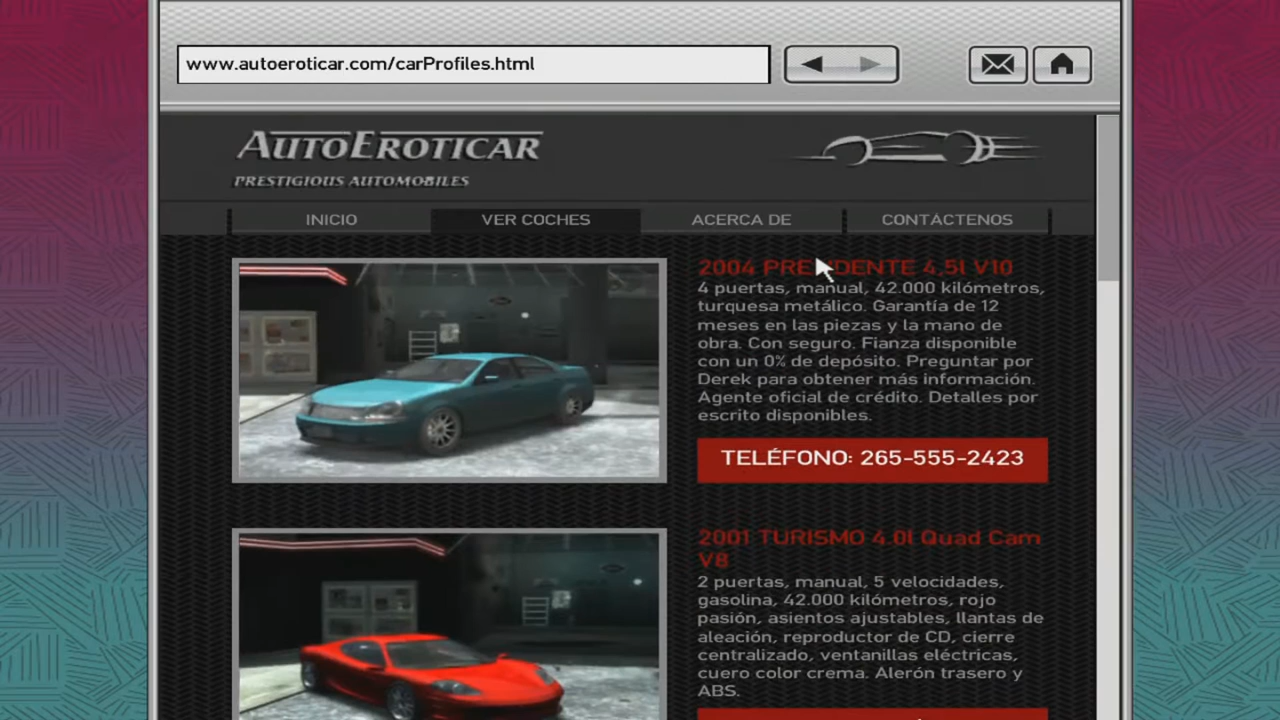 www.autoeroticar.com/carProfiles.html
AUTOEROTICAR
PRESTIGIOUS AUTOMOBILES
INICIO
VER COCHES
ACERCA DE
CONTÁCTENOS
2004 PRESIDENTE 4,5l V10
4 puertas, manual, 42.000 kilómetros,
turquesa metálico. Garantía de 12
meses en las piezas y la mano de
obra. Con seguro. Fianza disponible
con un 0% de depósito. Preguntar por
Derek para obtener más información.
Agente oficial de crédito. Detalles por
escrito disponibles.
TELÉFONO: 265-555-2423
2001 TURISMO 4.0l Quad Cam
V8
2 puertas, manual, 5 velocidades,
gasolina, 42.000 kilómetros, rojo
pasión, asientos ajustables, llantas de
aleación, reproductor de CD, cierre
centralizado, ventanillas eléctricas,
cuero color crema. Alerón trasero y
ABS.